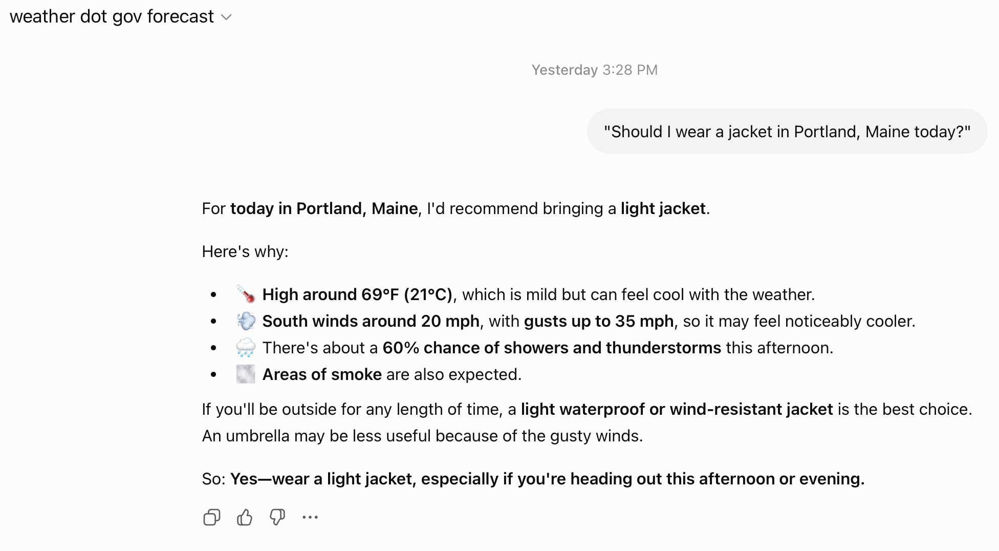 weather dot gov forecast
Yesterday 3:28 PM
"Should I wear a jacket in Portland, Maine today?"
For today in Portland, Maine, I'd recommend bringing a light jacket.
Here's why:
• 🌡️ High around 69°F (21°C), which is mild but can feel cool with the weather.
• 💨 South winds around 20 mph, with gusts up to 35 mph, so it may feel noticeably cooler.
• 🌧️ There's about a 60% chance of showers and thunderstorms this afternoon.
• 🌫️ Areas of smoke are also expected.
If you'll be outside for any length of time, a light waterproof or wind-resistant jacket is the best choice.
An umbrella may be less useful because of the gusty winds.
So: Yes—wear a light jacket, especially if you're heading out this afternoon or evening.